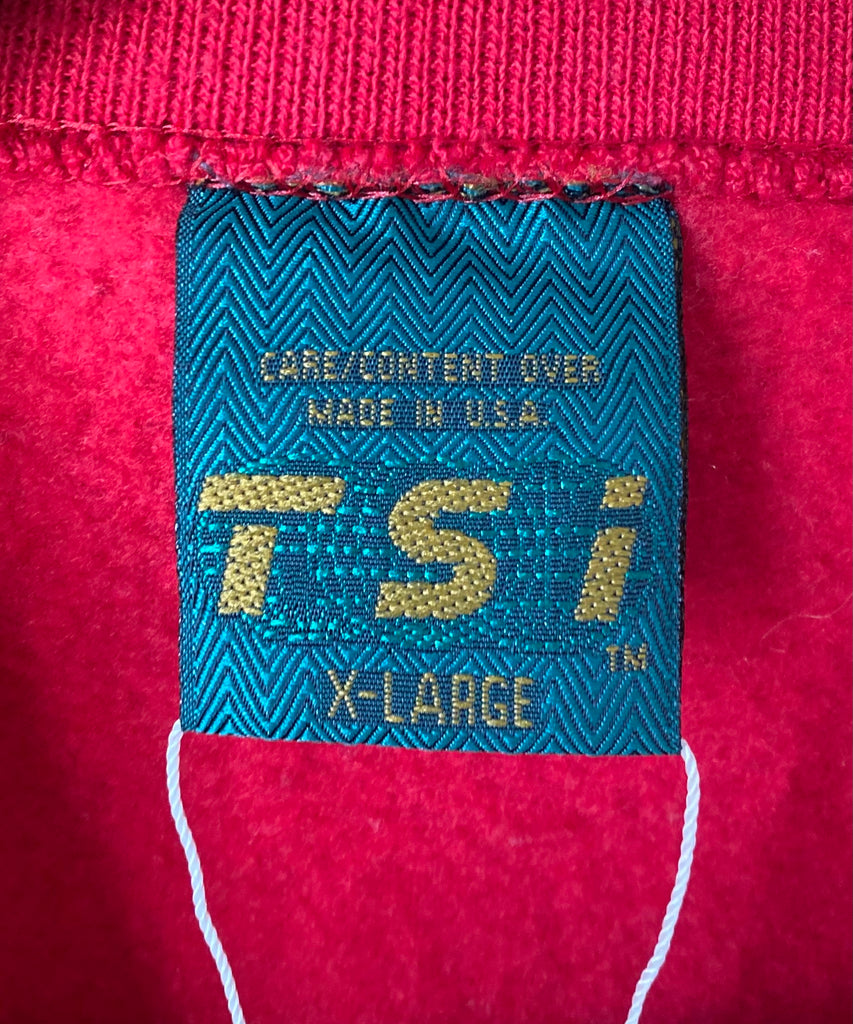 CARE/CONTENT OVER
MADE IN U.S.A.
TSi
TM
X-LARGE